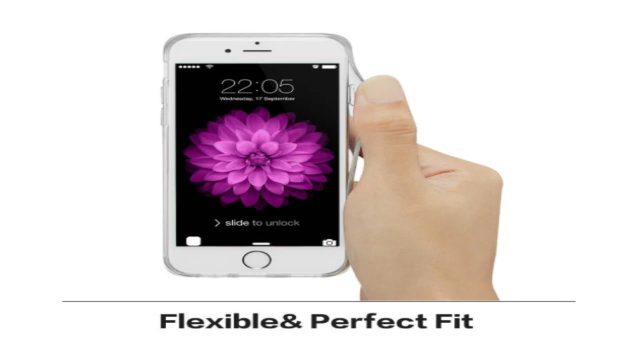 22:05
Wednesday, 17 September
slide to unlock
Flexible& Perfect Fit